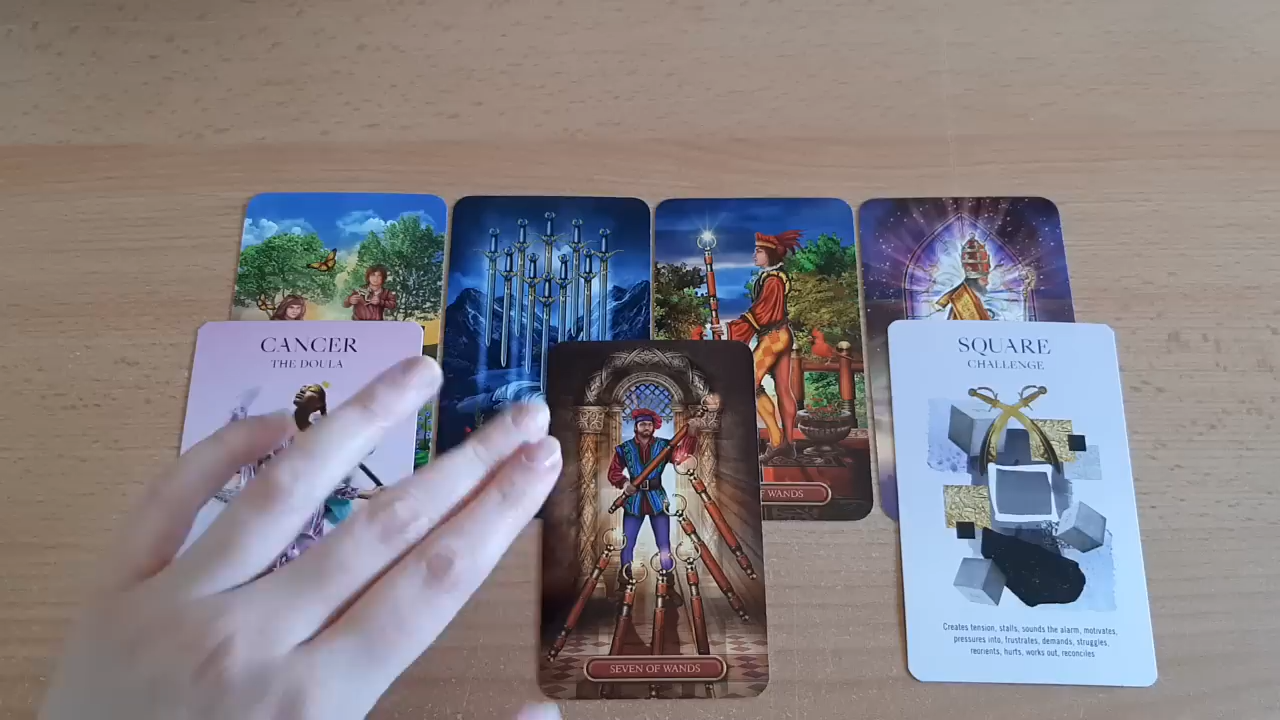 CANCER
THE DOULA
OF WANDS
SEVEN OF WANDS
SQUARE
CHALLENGE
Creates tension, stalls, sounds the alarm, motivates,
pressures into, frustrates, demands, struggles,
reorients, hurts, works out, reconciles